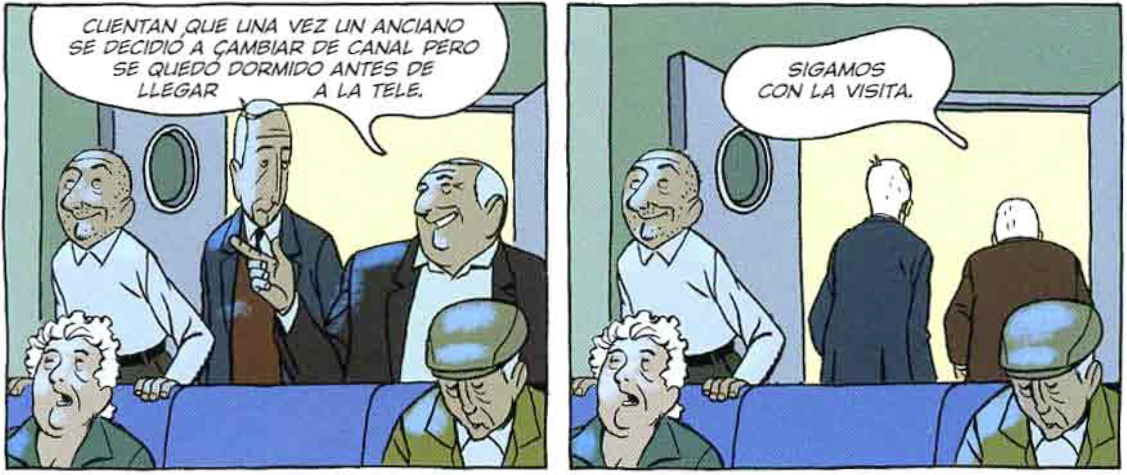 CUENTAN QUE UNA VEZ UN ANCIANO
SE DECIDIÓ A CAMBIAR DE CANAL PERO
SE QUEDÓ DORMIDO ANTES DE
LLEGAR A LA TELE.
SIGAMOS
CON LA VISITA.